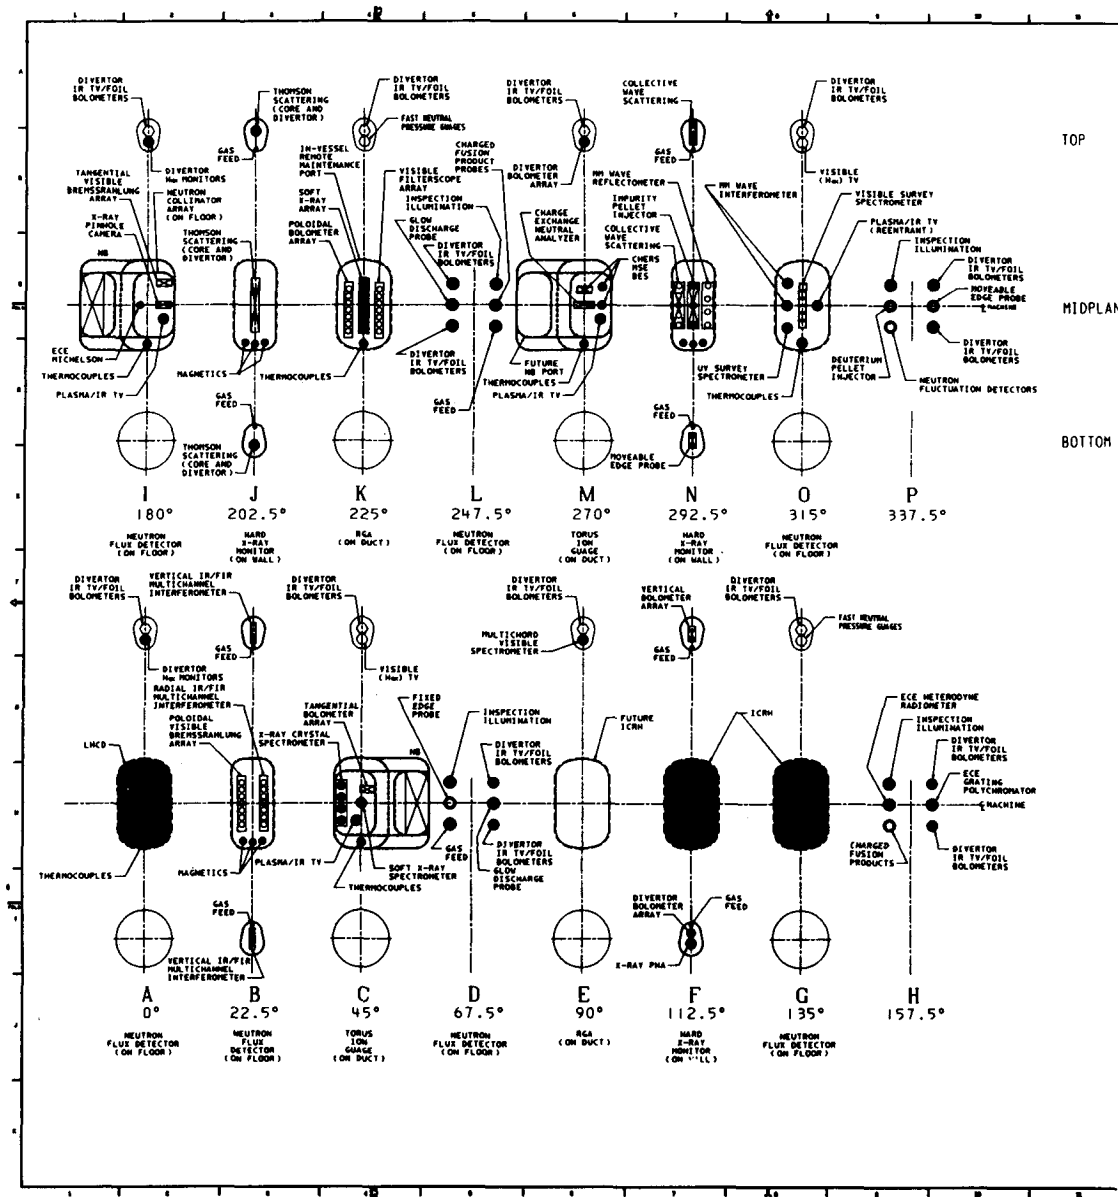 DIVERTOR
IR TV/FOIL
BOLOMETERS
THOMSON
SCATTERING
(CORE AND
DIVERTOR)
DIVERTOR
IR TV/FOIL
BOLOMETERS
FAST NEUTRAL
PRESSURE GUAGES
DIVERTOR
IR TV/FOIL
BOLOMETERS
COLLECTIVE
WAVE
SCATTERING
DIVERTOR
IR TV/FOIL
BOLOMETERS
TOP
GAS
FEED
IN-VESSEL
REMOTE
MAINTENANCE
PORT
CHARGED
FUSION
PRODUCT
PROBES
DIVERTOR
BOLOMETER
ARRAY
GAS
FEED
VISIBLE
(Hα) TV
DIVERTOR
Hα MONITORS
TANGENTIAL
VISIBLE
BREMSSRAHLUNG
ARRAY
NEUTRON
COLLIMATOR
ARRAY
(ON FLOOR)
X-RAY
PINHOLE
CAMERA
NB
SOFT
X-RAY
ARRAY
VISIBLE
FILTERSCOPE
ARRAY
INSPECTION
ILLUMINATION
POLOIDAL
BOLOMETER
ARRAY
GLOW
DISCHARGE
PROBE
DIVERTOR
IR TV/FOIL
BOLOMETERS
CHARGE
EXCHANGE
NEUTRAL
ANALYZER
MM WAVE
REFLECTOMETER
IMPURITY
PELLET
INJECTOR
COLLECTIVE
WAVE
SCATTERING
CHERS
MSE
BES
MM WAVE
INTERFEROMETER
VISIBLE SURVEY
SPECTROMETER
PLASMA/IR TV
(REENTRANT)
INSPECTION
ILLUMINATION
DIVERTOR
IR TV/FOIL
BOLOMETERS
MOVEABLE
EDGE PROBE
MACHINE
MIDPLAN
THOMSON
SCATTERING
(CORE AND
DIVERTOR)
ECE
MICHELSON
THERMOCOUPLES
PLASMA/IR TV
MAGNETICS
THERMOCOUPLES
DIVERTOR
IR TV/FOIL
BOLOMETERS
GAS
FEED
FUTURE
NB PORT
THERMOCOUPLES
PLASMA/IR TV
UV SURVEY
SPECTROMETER
THERMOCOUPLES
DEUTERIUM
PELLET
INJECTOR
NEUTRON
FLUCTUATION DETECTORS
DIVERTOR
IR TV/FOIL
BOLOMETERS
GAS
FEED
THOMSON
SCATTERING
(CORE AND
DIVERTOR)
GAS
FEED
MOVEABLE
EDGE PROBE
BOTTOM
I J K L M N O P
180° 202.5° 225° 247.5° 270° 292.5° 315° 337.5°
NEUTRON
FLUX DETECTOR
(ON FLOOR)
HARD
X-RAY
MONITOR
(ON WALL)
RGA
(ON DUCT)
NEUTRON
FLUX DETECTOR
(ON FLOOR)
TORUS
ION
GUAGE
(ON DUCT)
HARD
X-RAY
MONITOR
(ON WALL)
NEUTRON
FLUX DETECTOR
(ON FLOOR)
DIVERTOR
IR TV/FOIL
BOLOMETERS
VERTICAL IR/FIR
MULTICHANNEL
INTERFEROMETER
DIVERTOR
IR TV/FOIL
BOLOMETERS
DIVERTOR
IR TV/FOIL
BOLOMETERS
VERTICAL
BOLOMETER
ARRAY
DIVERTOR
IR TV/FOIL
BOLOMETERS
FAST NEUTRAL
PRESSURE GUAGES
GAS
FEED
MULTICHORD
VISIBLE
SPECTROMETER
GAS
FEED
DIVERTOR
Hα MONITORS
VISIBLE
(Hα) TV
RADIAL IR/FIR
MULTICHANNEL
INTERFEROMETER
POLOIDAL
VISIBLE
BREMSSRAHLUNG
ARRAY
TANGENTIAL
BOLOMETER
ARRAY
X-RAY CRYSTAL
SPECTROMETER
NB
FIXED
EDGE
PROBE
INSPECTION
ILLUMINATION
DIVERTOR
IR TV/FOIL
BOLOMETERS
FUTURE
ICRH
ICRH
ECE HETERODYNE
RADIOMETER
INSPECTION
ILLUMINATION
DIVERTOR
IR TV/FOIL
BOLOMETERS
ECE
GRATING
POLYCHROMATOR
MACHINE
LHCD
THERMOCOUPLES
MAGNETICS
PLASMA/IR TV
SOFT X-RAY
SPECTROMETER
THERMOCOUPLES
GAS
FEED
DIVERTOR
IR TV/FOIL
BOLOMETERS
GLOW
DISCHARGE
PROBE
CHARGED
FUSION
PRODUCTS
DIVERTOR
IR TV/FOIL
BOLOMETERS
GAS
FEED
VERTICAL IR/FIR
MULTICHANNEL
INTERFEROMETER
DIVERTOR
BOLOMETER
ARRAY
GAS
FEED
X-RAY PHA
A B C D E F G H
0° 22.5° 45° 67.5° 90° 112.5° 135° 157.5°
NEUTRON
FLUX DETECTOR
(ON FLOOR)
NEUTRON
FLUX
DETECTOR
(ON FLOOR)
TORUS
ION
GUAGE
(ON DUCT)
NEUTRON
FLUX DETECTOR
(ON FLOOR)
RGA
(ON DUCT)
HARD
X-RAY
MONITOR
NEUTRON
FLUX DETECTOR
(ON FLOOR)